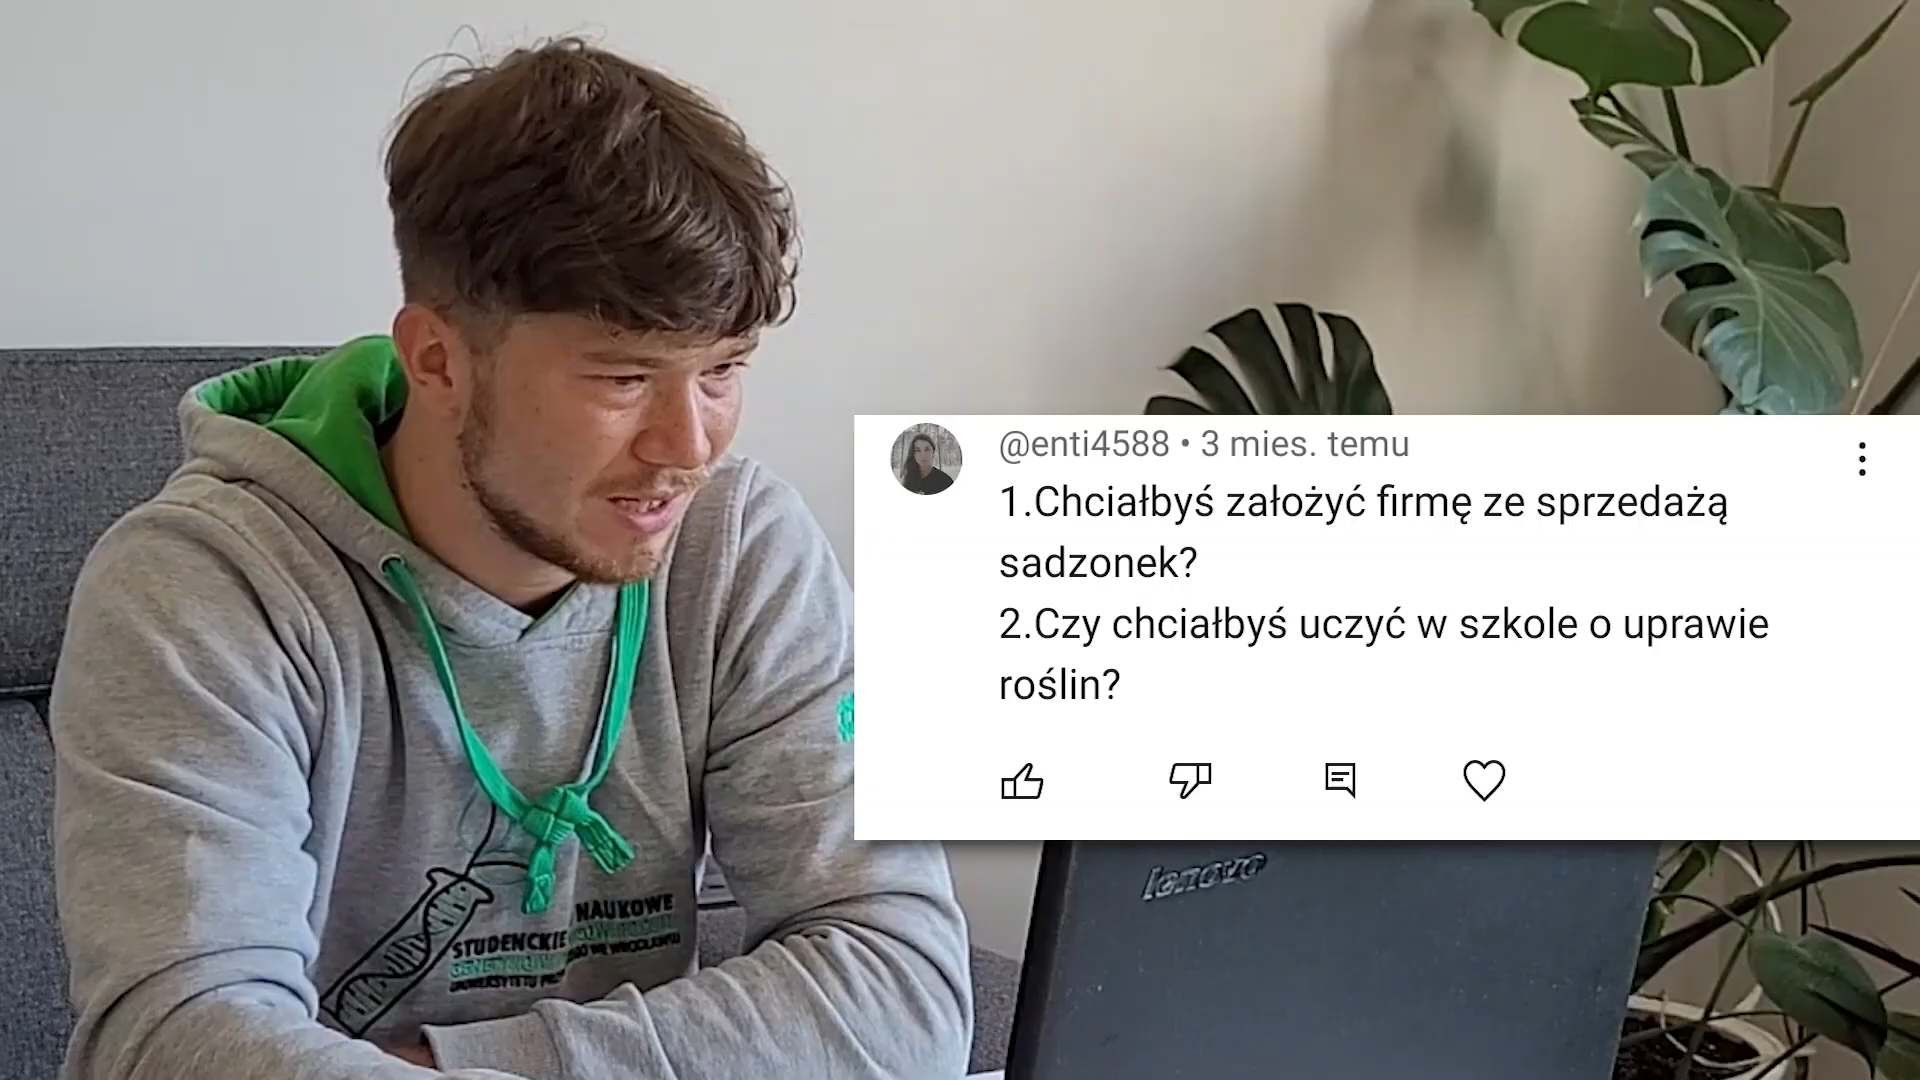 @enti4588 • 3 mies. temu
1.Chciałbyś założyć firmę ze sprzedażą
sadzonek?
2.Czy chciałbyś uczyć w szkole o uprawie
roślin?
lenovo
NAUKOWE
STUDENCKIE